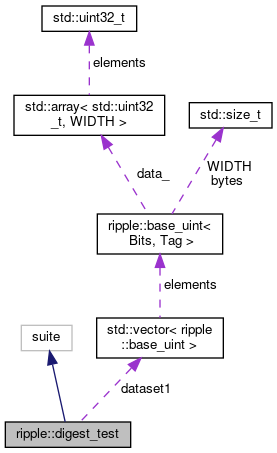 std::uint32_t
elements
std::array< std::uint32
_t, WIDTH >
std::size_t
data_
WIDTH
bytes
ripple::base_uint<
Bits, Tag >
elements
suite
std::vector< ripple
::base_uint >
dataset1
ripple::digest_test